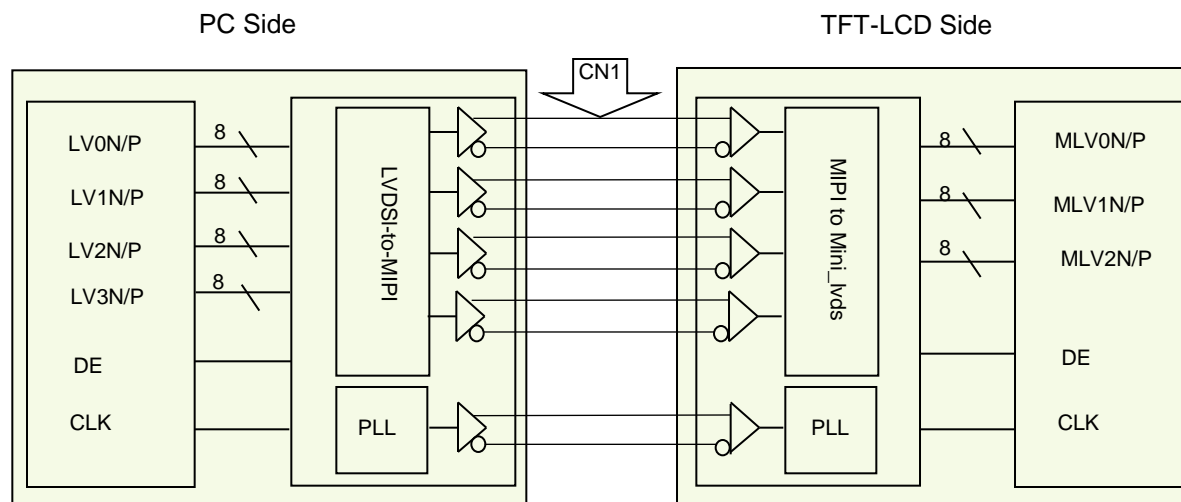 PC Side
TFT-LCD Side
CN1
LV0N/P
8
LV1N/P
8
LV2N/P
8
LV3N/P
8
DE
CLK
LVDSI-to-MIPI
PLL
MIPI to Mini_lvds
PLL
8
MLV0N/P
8
MLV1N/P
8
MLV2N/P
DE
CLK